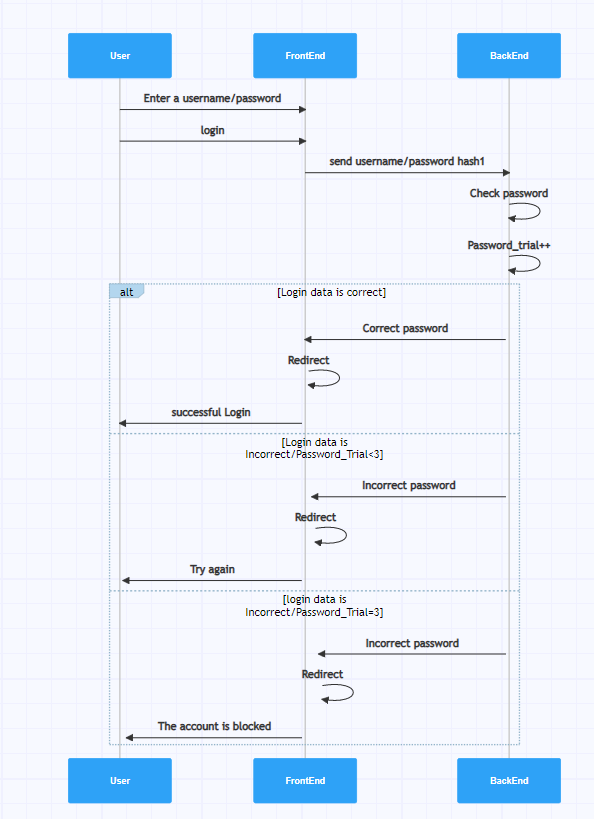 User
FrontEnd
BackEnd
Enter a username/password
login
send username/password hash1
Check password
Password_trial++
alt
[Login data is correct]
Correct password
Redirect
successful Login
[Login data is
Incorrect/Password_Trial<3]
Incorrect password
Redirect
Try again
[login data is
Incorrect/Password_Trial=3]
Incorrect password
Redirect
The account is blocked
User
FrontEnd
BackEnd